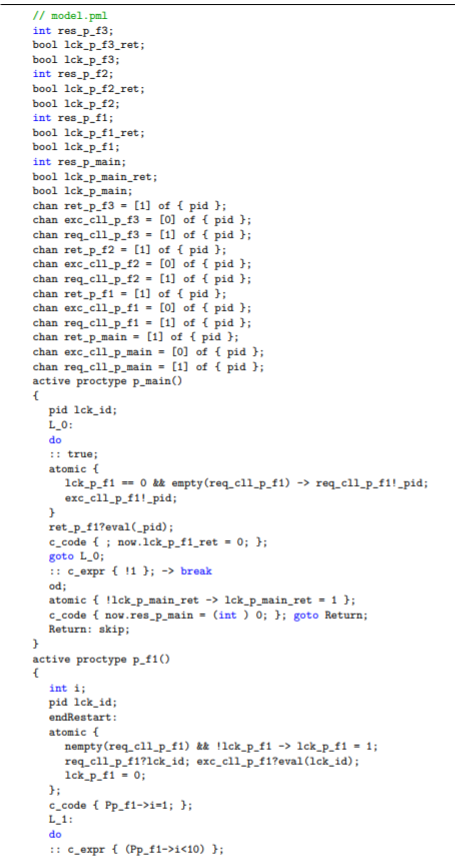 // model.pml
int res_p_f3;
bool lck_p_f3_ret;
bool lck_p_f3;
int res_p_f2;
bool lck_p_f2_ret;
bool lck_p_f2;
int res_p_f1;
bool lck_p_f1_ret;
bool lck_p_f1;
int res_p_main;
bool lck_p_main_ret;
bool lck_p_main;
chan ret_p_f3 = [1] of { pid };
chan exc_cll_p_f3 = [0] of { pid };
chan req_cll_p_f3 = [1] of { pid };
chan ret_p_f2 = [1] of { pid };
chan exc_cll_p_f2 = [0] of { pid };
chan req_cll_p_f2 = [1] of { pid };
chan ret_p_f1 = [1] of { pid };
chan exc_cll_p_f1 = [0] of { pid };
chan req_cll_p_f1 = [1] of { pid };
chan ret_p_main = [1] of { pid };
chan exc_cll_p_main = [0] of { pid };
chan req_cll_p_main = [1] of { pid };
active proctype p_main()
{
pid lck_id;
L_0:
do
:: true;
atomic {
lck_p_f1 == 0 && empty(req_cll_p_f1) -> req_cll_p_f1!_pid;
exc_cll_p_f1!_pid;
}
ret_p_f1?eval(_pid);
c_code { ; now.lck_p_f1_ret = 0; };
goto L_0;
:: c_expr { !1 }; -> break
od;
atomic { !lck_p_main_ret -> lck_p_main_ret = 1 };
c_code { now.res_p_main = (int ) 0; }; goto Return;
Return: skip;
}
active proctype p_f1()
{
int i;
pid lck_id;
endRestart:
atomic {
nempty(req_cll_p_f1) && !lck_p_f1 -> lck_p_f1 = 1;
req_cll_p_f1?lck_id; exc_cll_p_f1?eval(lck_id);
lck_p_f1 = 0;
};
c_code { Pp_f1->i=1; };
L_1:
do
:: c_expr { (Pp_f1->i<10) };